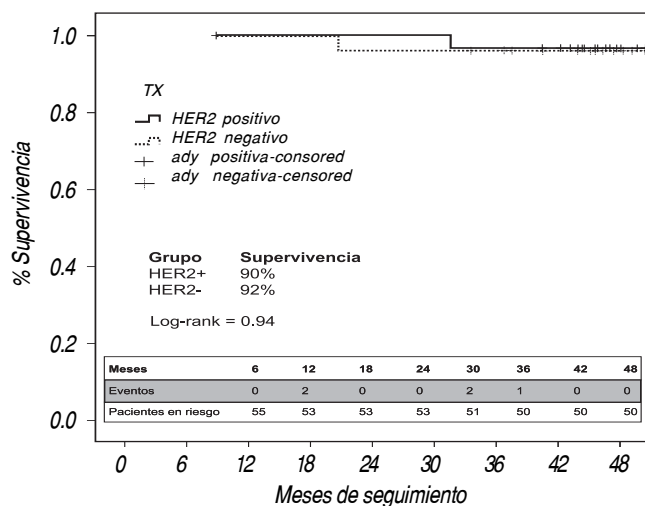 % Supervivencia
1.0
0.8
0.6
0.4
0.2
0.0
TX
HER2 positivo
HER2 negativo
ady positiva-consored
ady negativa-censored
Grupo Supervivencia
HER2+ 90%
HER2- 92%
Log-rank = 0.94
Meses 6 12 18 24 30 36 42 48
Eventos 0 2 0 0 2 1 0 0
Pacientes en riesgo 55 53 53 53 51 50 50 50
0 6 12 18 24 30 36 42 48
Meses de seguimiento